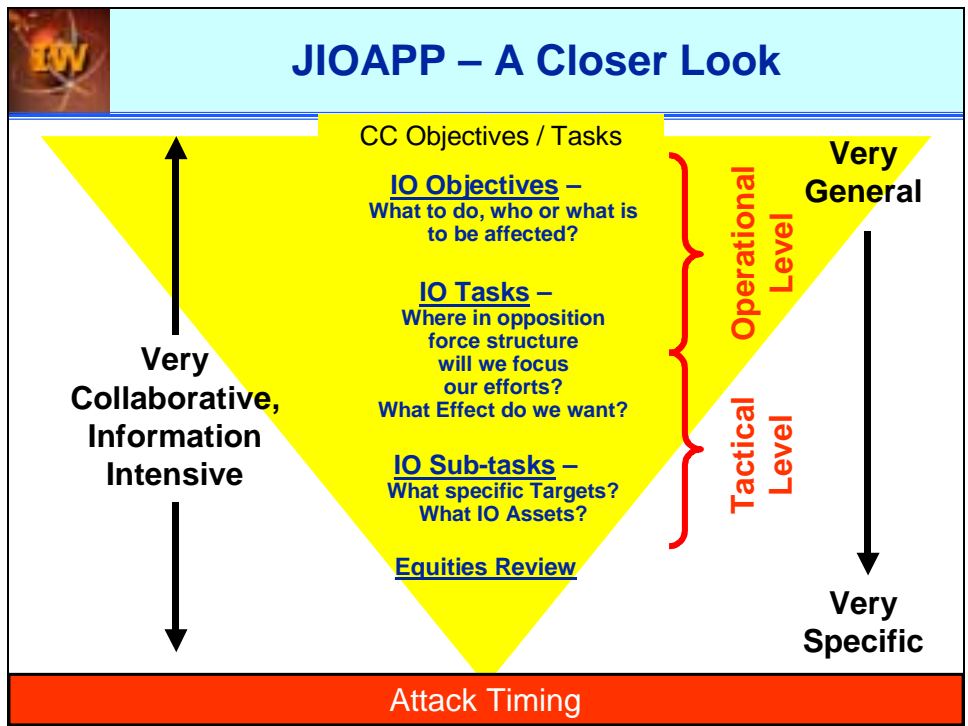 IW
JIOAPP – A Closer Look
CC Objectives / Tasks
IO Objectives –
What to do, who or what is
to be affected?
IO Tasks –
Where in opposition
force structure
will we focus
our efforts?
What Effect do we want?
IO Sub-tasks –
What specific Targets?
What IO Assets?
Equities Review
Very
Collaborative,
Information
Intensive
Operational
Level
Tactical
Level
Very
General
Very
Specific
Attack Timing